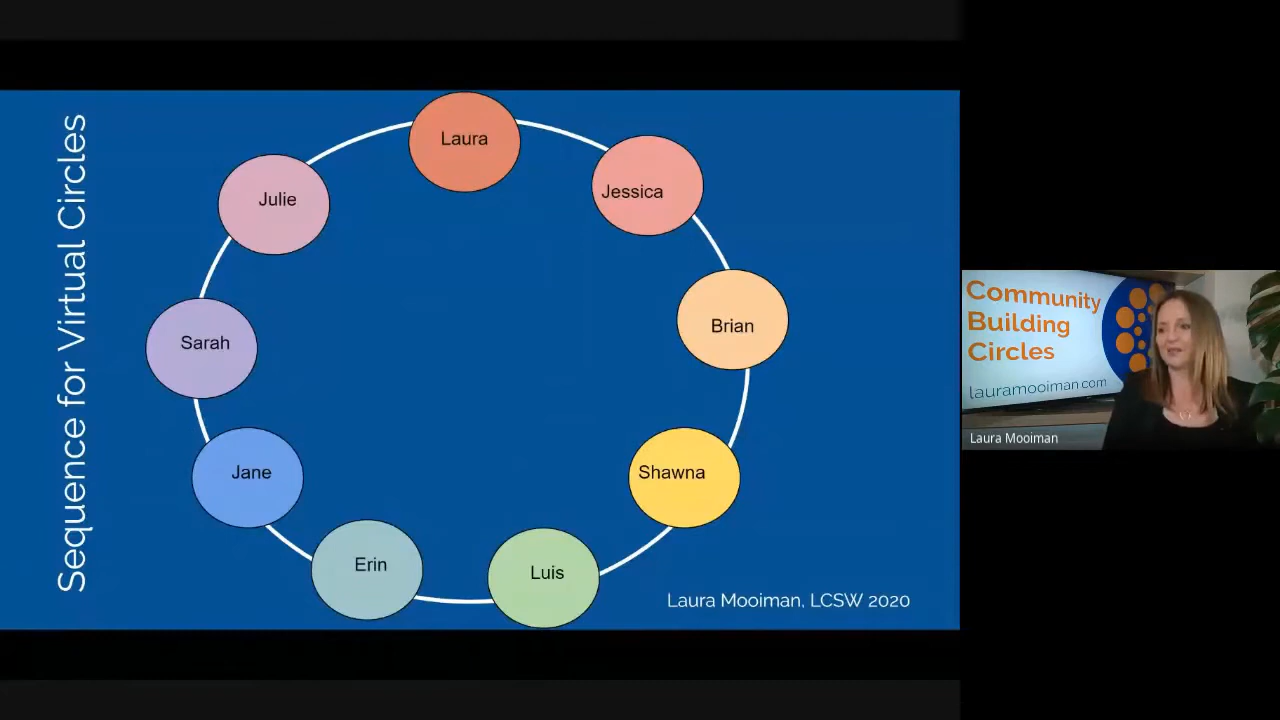 Sequence for Virtual Circles
Laura
Jessica
Julie
Brian
Sarah
Shawna
Jane
Erin
Luis
Laura Mooiman, LCSW 2020
Community
Building
Circles
lauramooiman.com
Laura Mooiman